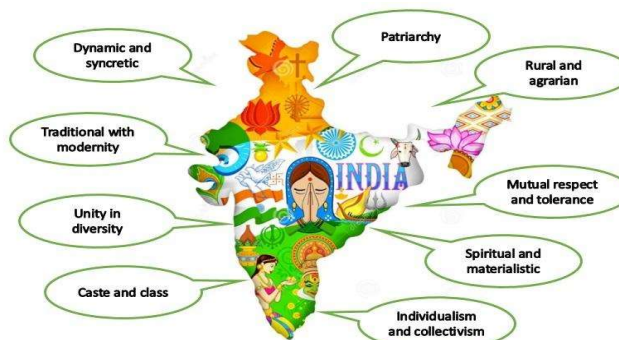 Patriarchy
Dynamic and
syncretic
Rural and
agrarian
Traditional with
modernity
INDIA
Mutual respect
and tolerance
Unity in
diversity
Spiritual and
materialistic
Caste and class
Individualism
and collectivism